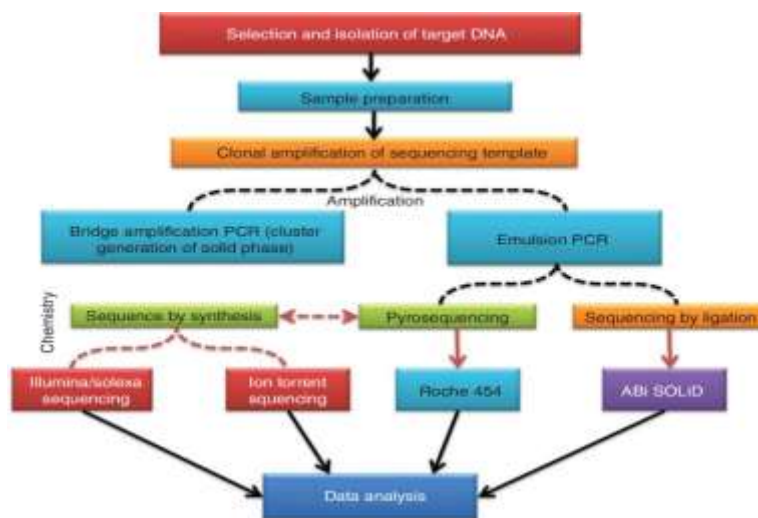 Selection and isolation of target DNA
Sample preparation
Clonal amplification of sequencing template
Amplification
Bridge amplification PCR (cluster
generation of solid phase)
Emulsion PCR
Chemistry
Sequence by synthesis
Pyrosequencing
Sequencing by ligation
Illumina/solexa
sequencing
Ion torrent
squencing
Roche 454
ABi SOLiD
Data analysis